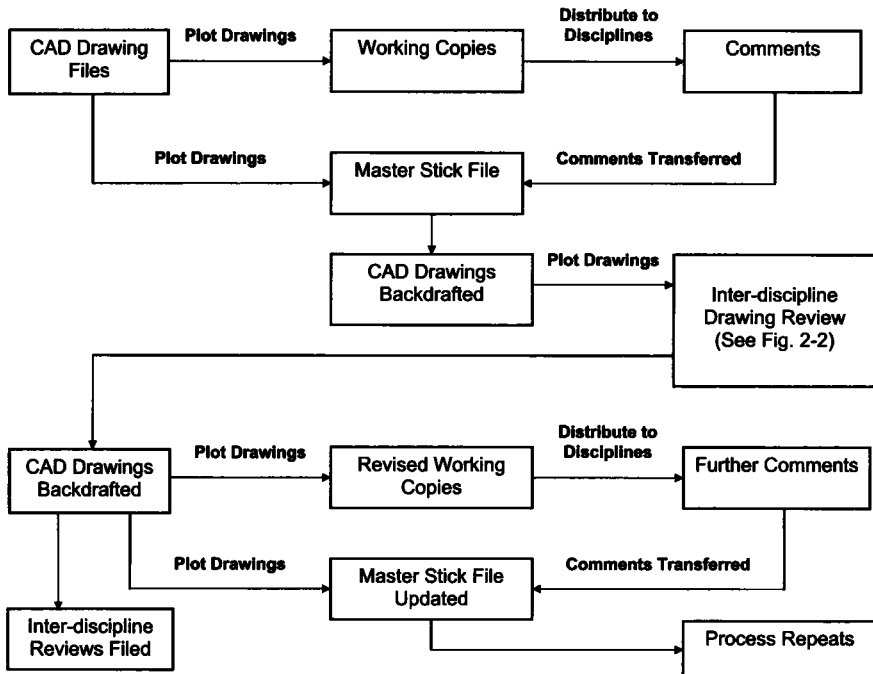 CAD Drawing
Files
Plot Drawings
Working Copies
Distribute to
Disciplines
Comments
Plot Drawings
Master Stick File
Comments Transferred
CAD Drawings
Backdrafted
Plot Drawings
Inter-discipline
Drawing Review
(See Fig. 2-2)
CAD Drawings
Backdrafted
Plot Drawings
Revised Working
Copies
Distribute to
Disciplines
Further Comments
Plot Drawings
Master Stick File
Updated
Comments Transferred
Inter-discipline
Reviews Filed
Process Repeats